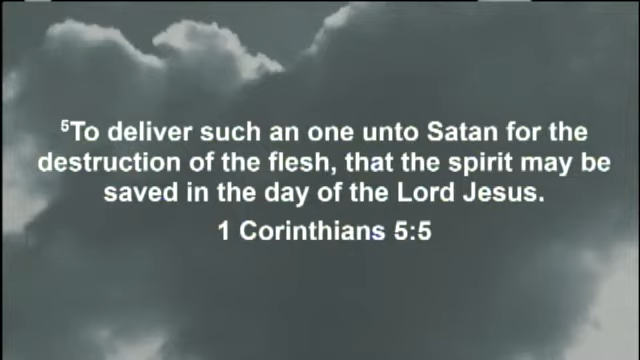 ⁵To deliver such an one unto Satan for the
destruction of the flesh, that the spirit may be
saved in the day of the Lord Jesus.
1 Corinthians 5:5